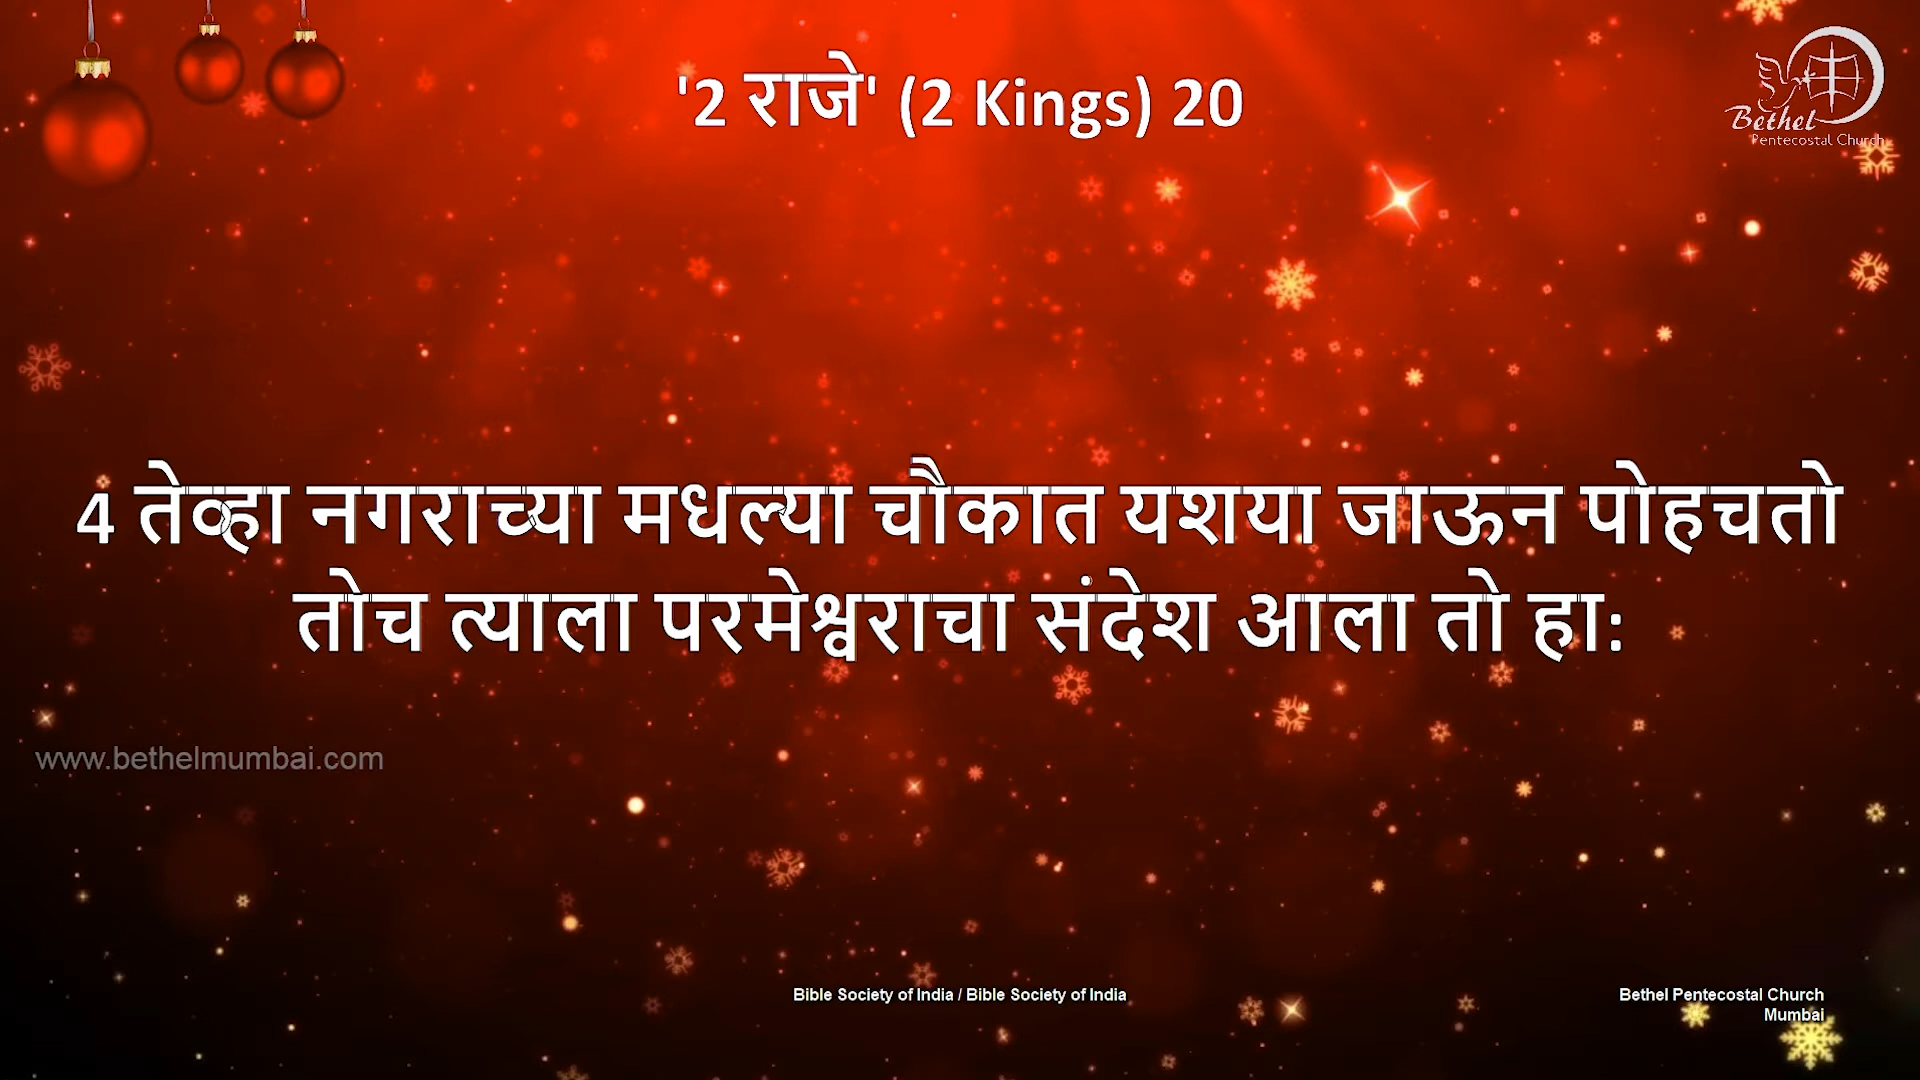 '2 राजे' (2 Kings) 20
Bethel
Pentecostal Church
4 तेव्हा नगराच्या मधल्या चौकात यशया जाऊन पोहचतो
तोच त्याला परमेश्वराचा संदेश आला तो हा:
www.bethelmumbai.com
Bible Society of India / Bible Society of India
Bethel Pentecostal Church
Mumbai